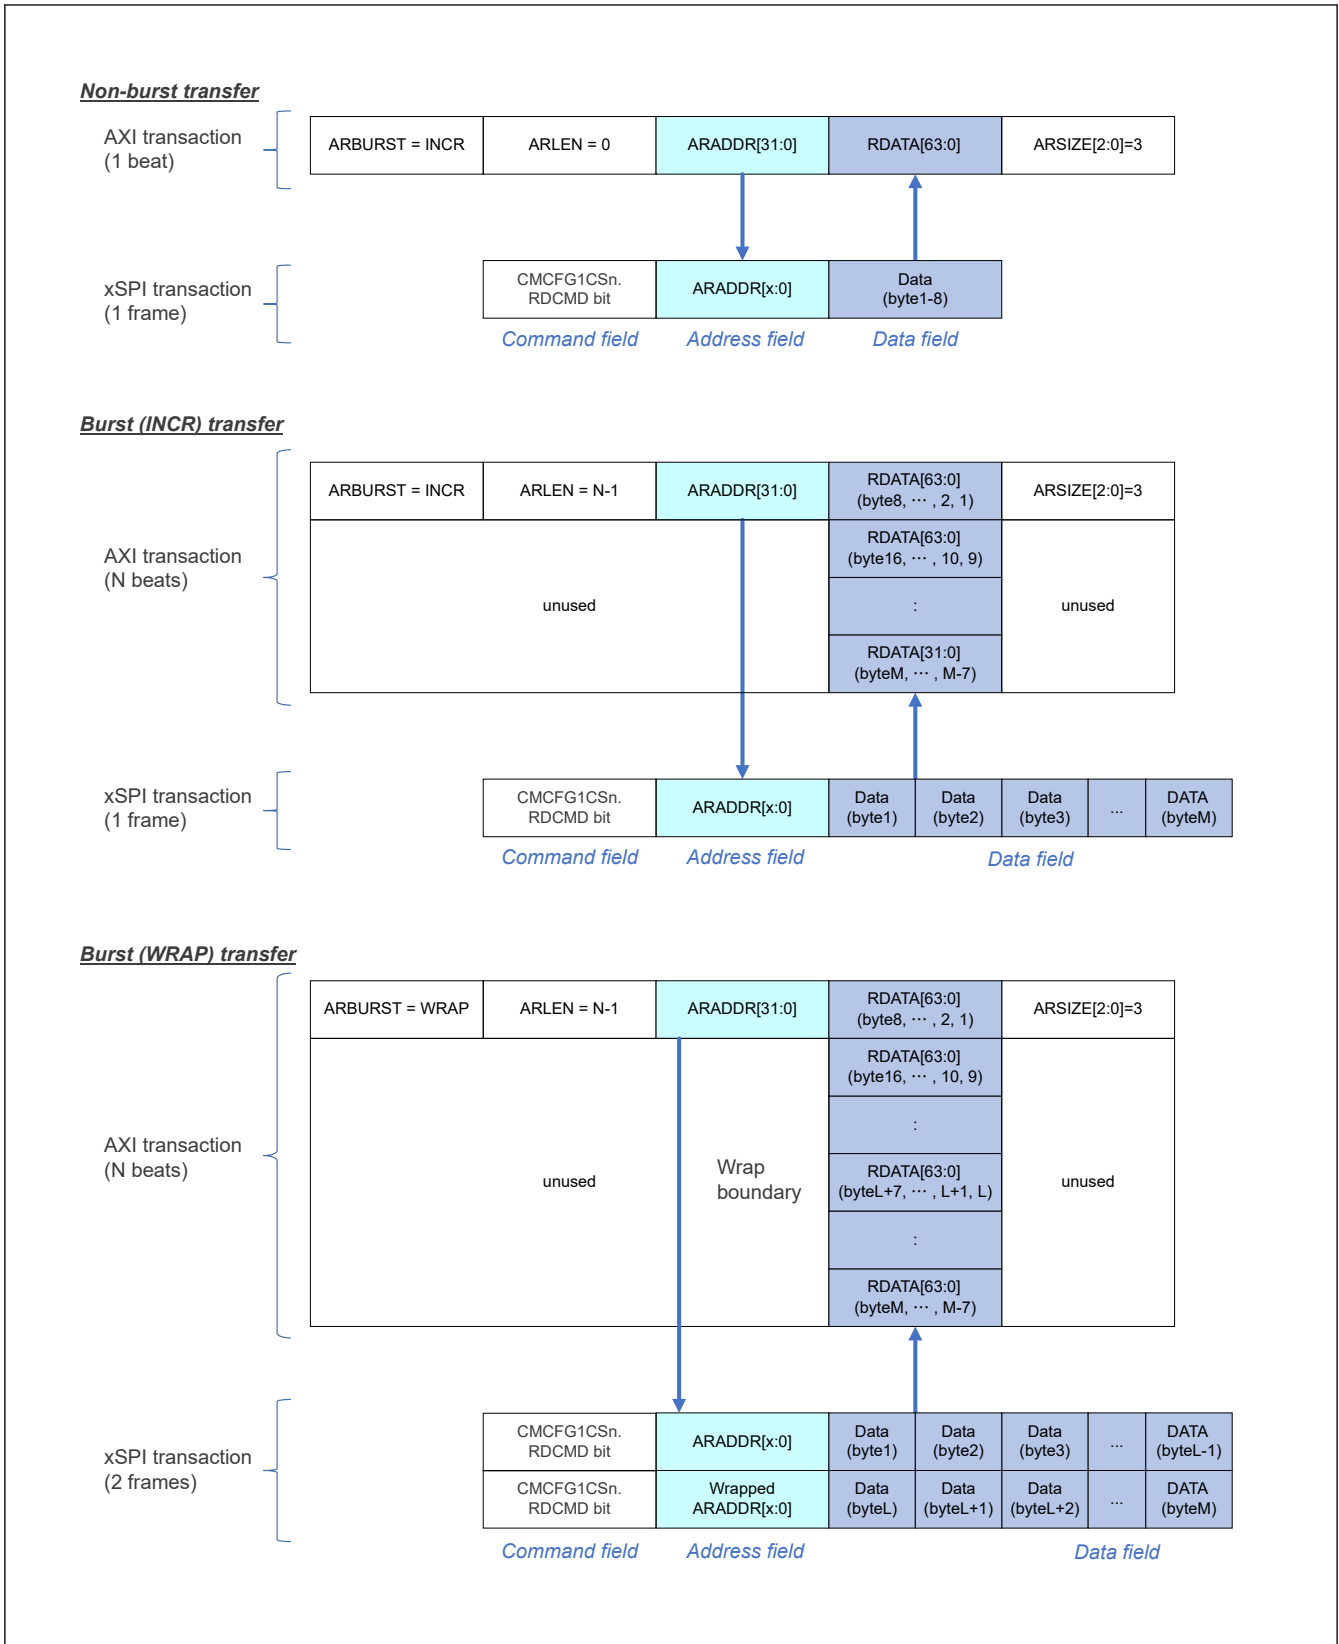 Non-burst transfer
AXI transaction
(1 beat)
ARBURST = INCR
ARLEN = 0
ARADDR[31:0]
RDATA[63:0]
ARSIZE[2:0]=3
xSPI transaction
(1 frame)
CMCFG1CSn.
RDCMD bit
ARADDR[x:0]
Data
(byte1-8)
Command field
Address field
Data field
Burst (INCR) transfer
AXI transaction
(N beats)
ARBURST = INCR
ARLEN = N-1
ARADDR[31:0]
RDATA[63:0]
(byte8, ··· , 2, 1)
ARSIZE[2:0]=3
unused
RDATA[63:0]
(byte16, ··· , 10, 9)
:
RDATA[31:0]
(byteM, ··· , M-7)
unused
xSPI transaction
(1 frame)
CMCFG1CSn.
RDCMD bit
ARADDR[x:0]
Data
(byte1)
Data
(byte2)
Data
(byte3)
...
DATA
(byteM)
Command field
Address field
Data field
Burst (WRAP) transfer
AXI transaction
(N beats)
ARBURST = WRAP
ARLEN = N-1
ARADDR[31:0]
RDATA[63:0]
(byte8, ··· , 2, 1)
ARSIZE[2:0]=3
unused
Wrap
boundary
RDATA[63:0]
(byte16, ··· , 10, 9)
:
RDATA[63:0]
(byteL+7, ··· , L+1, L)
:
RDATA[63:0]
(byteM, ··· , M-7)
unused
xSPI transaction
(2 frames)
CMCFG1CSn.
RDCMD bit
ARADDR[x:0]
Data
(byte1)
Data
(byte2)
Data
(byte3)
...
DATA
(byteL-1)
CMCFG1CSn.
RDCMD bit
Wrapped
ARADDR[x:0]
Data
(byteL)
Data
(byteL+1)
Data
(byteL+2)
...
DATA
(byteM)
Command field
Address field
Data field